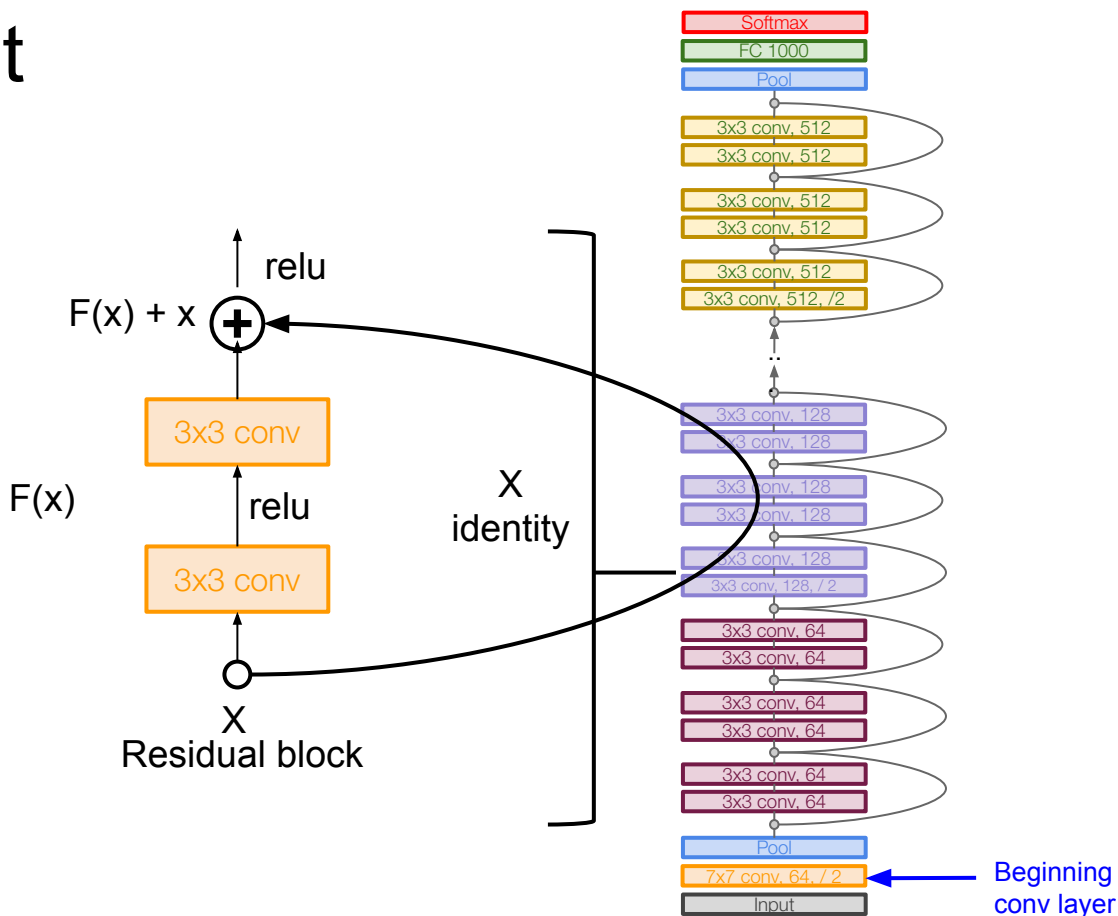 t
relu
F(x) + x
3x3 conv
F(x)
relu
3x3 conv
X
Residual block
X
identity
Softmax
FC 1000
Pool
3x3 conv, 512
3x3 conv, 512
3x3 conv, 512
3x3 conv, 512
3x3 conv, 512
3x3 conv, 512, /2
..
.
3x3 conv, 128
3x3 conv, 128
3x3 conv, 128
3x3 conv, 128
3x3 conv, 128
3x3 conv, 128, / 2
3x3 conv, 64
3x3 conv, 64
3x3 conv, 64
3x3 conv, 64
3x3 conv, 64
3x3 conv, 64
Pool
7x7 conv, 64, / 2
Input
Beginning
conv layer